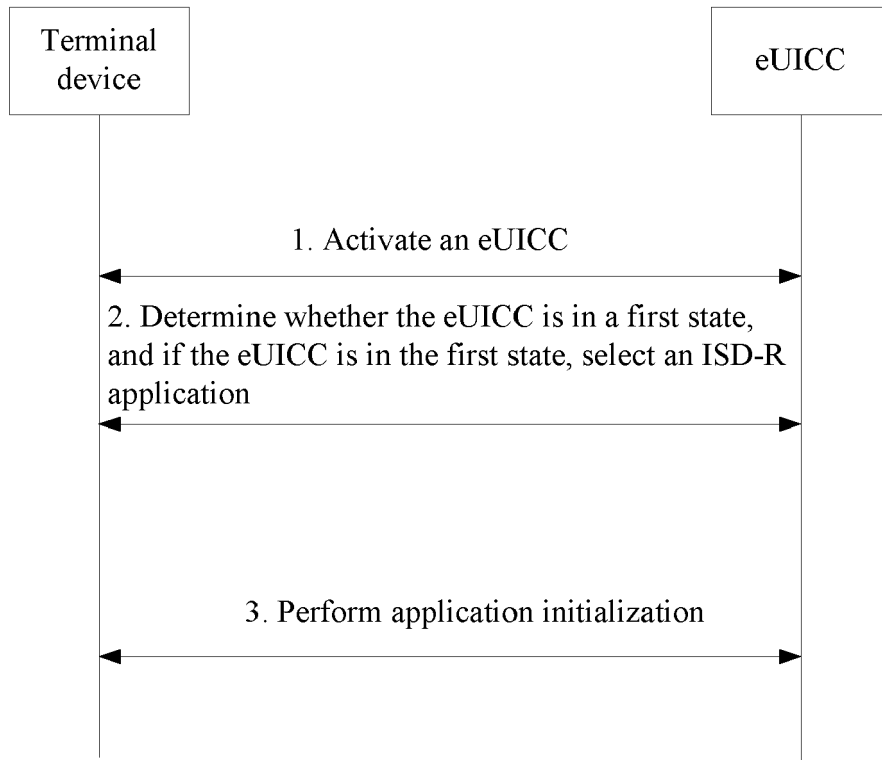 Terminal
device
eUICC
1. Activate an eUICC
2. Determine whether the eUICC is in a first state,
and if the eUICC is in the first state, select an ISD-R
application
3. Perform application initialization